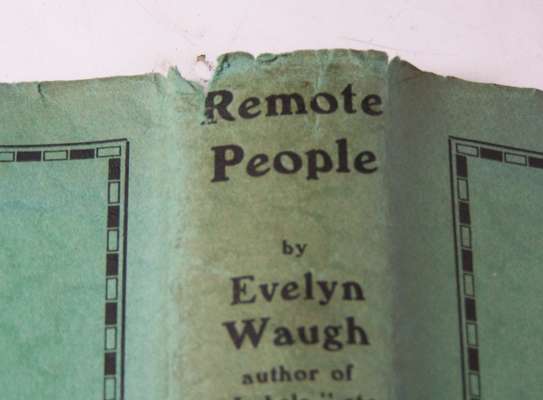 Remote
People
by
Evelyn
Waugh
author of